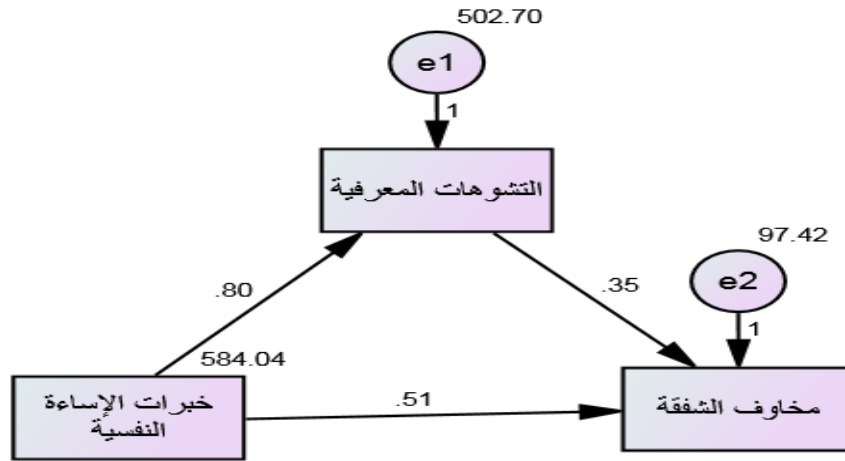 502.70
e1
1
التشوهات المعرفية
97.42
e2
.80
.35
1
584.04
خبرات الإساءة
النفسية
.51
مخاوف الشفقة